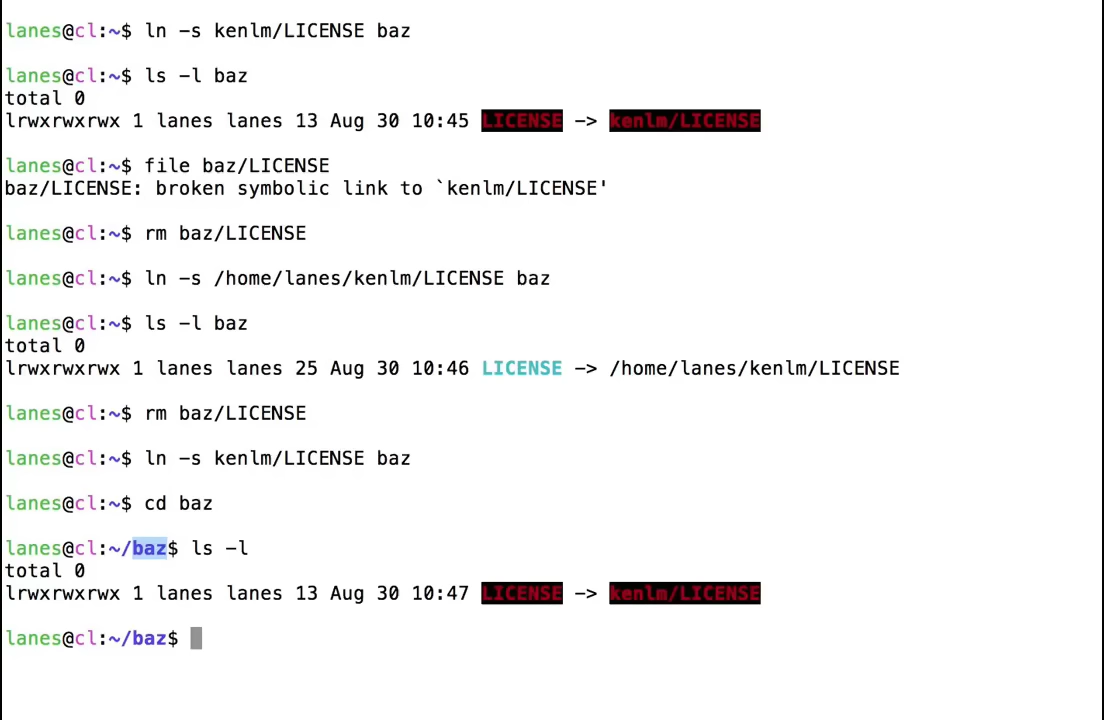 lanes@cl:~$ ln -s kenlm/LICENSE baz
lanes@cl:~$ ls -l baz
total 0
lrwxrwxrwx 1 lanes lanes 13 Aug 30 10:45 LICENSE -> kenlm/LICENSE
lanes@cl:~$ file baz/LICENSE
baz/LICENSE: broken symbolic link to `kenlm/LICENSE'
lanes@cl:~$ rm baz/LICENSE
lanes@cl:~$ ln -s /home/lanes/kenlm/LICENSE baz
lanes@cl:~$ ls -l baz
total 0
lrwxrwxrwx 1 lanes lanes 25 Aug 30 10:46 LICENSE -> /home/lanes/kenlm/LICENSE
lanes@cl:~$ rm baz/LICENSE
lanes@cl:~$ ln -s kenlm/LICENSE baz
lanes@cl:~$ cd baz
lanes@cl:~/baz$ ls -l
total 0
lrwxrwxrwx 1 lanes lanes 13 Aug 30 10:47 LICENSE -> kenlm/LICENSE
lanes@cl:~/baz$